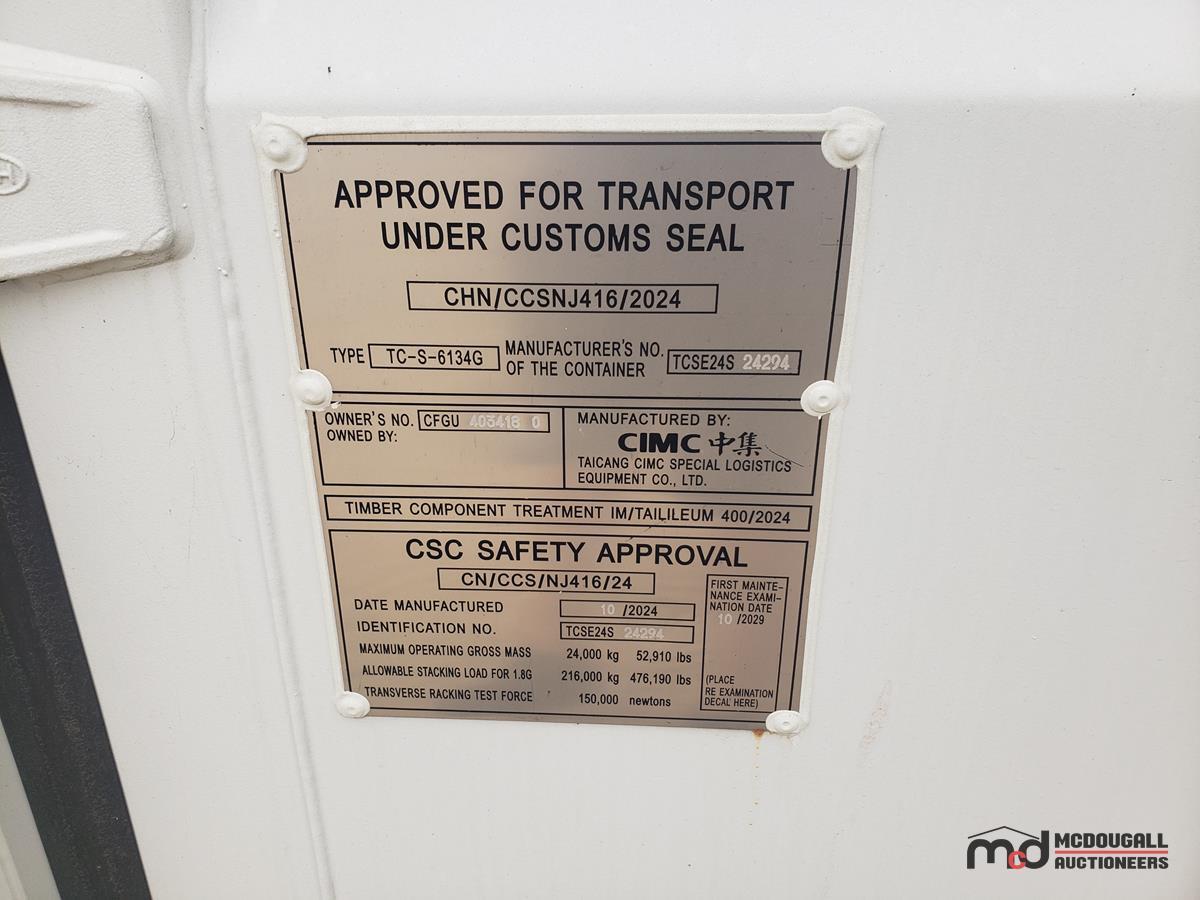 APPROVED FOR TRANSPORT
UNDER CUSTOMS SEAL
CHN/CCSNJ416/2024
TYPE TC-S-6134G
MANUFACTURER'S NO.
OF THE CONTAINER
TCSE24S 24294
OWNER'S NO. CFGU 403418 0
OWNED BY:
MANUFACTURED BY:
CIMC 中集
TAICANG CIMC SPECIAL LOGISTICS
EQUIPMENT CO., LTD.
TIMBER COMPONENT TREATMENT IM/TAILILEUM 400/2024
CSC SAFETY APPROVAL
CN/CCS/NJ416/24
DATE MANUFACTURED 10 /2024
IDENTIFICATION NO. TCSE24S 24294
MAXIMUM OPERATING GROSS MASS 24,000 kg 52,910 lbs
ALLOWABLE STACKING LOAD FOR 1.8G 216,000 kg 476,190 lbs
TRANSVERSE RACKING TEST FORCE 150,000 newtons
FIRST MAINTE-
NANCE EXAMI-
NATION DATE
10 /2029
(PLACE
RE EXAMINATION
DECAL HERE)
mcd MCDOUGALL
AUCTIONEERS